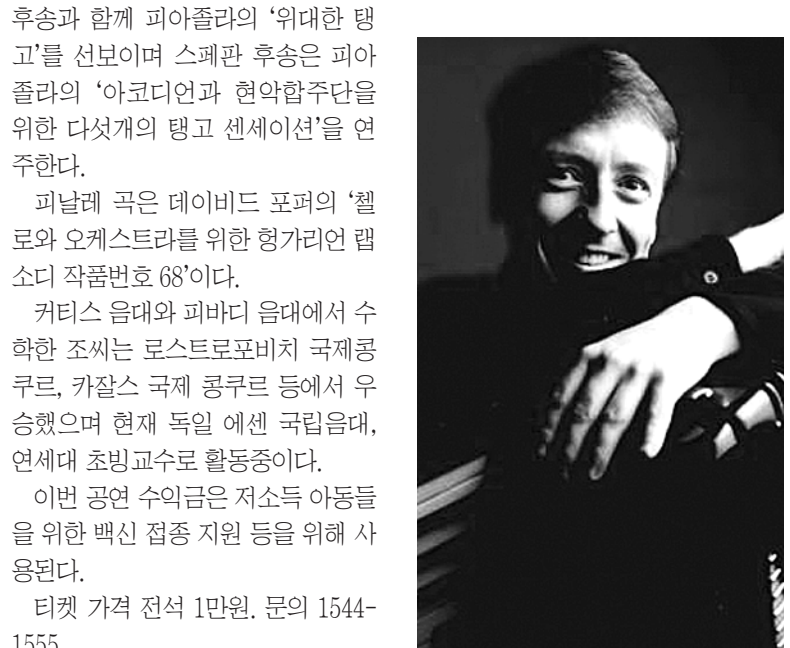 후송과 함께 피아졸라의 ‘위대한 탱
고’를 선보이며 스페판 후송은 피아
졸라의 ‘아코디언과 현악합주단을
위한 다섯개의 탱고 센세이션’을 연
주한다.
피날레 곡은 데이비드 포퍼의 ‘첼
로와 오케스트라를 위한 헝가리언 랩
소디 작품번호 68’이다.
커티스 음대와 피바디 음대에서 수
학한 조씨는 로스트로포비치 국제콩
쿠르, 카잘스 국제 콩쿠르 등에서 우
승했으며 현재 독일 에센 국립음대,
연세대 초빙교수로 활동중이다.
이번 공연 수익금은 저소득 아동들
을 위한 백신 접종 지원 등을 위해 사
용된다.
티켓 가격 전석 1만원. 문의 1544-
1555